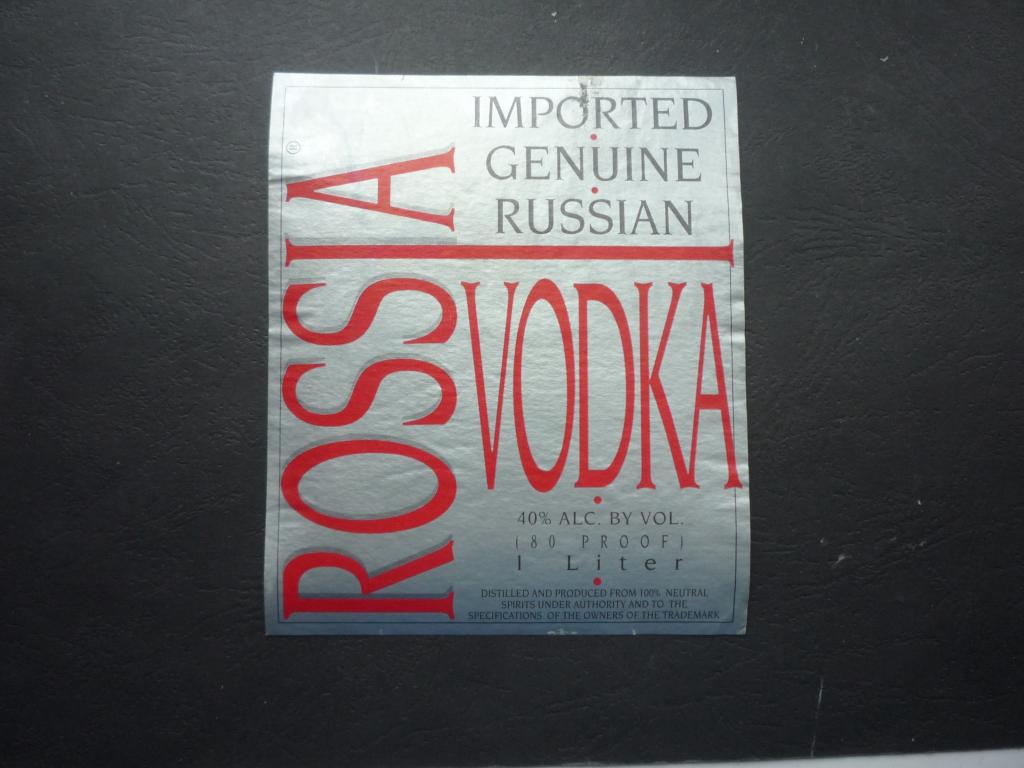 ROSSIA
IMPORTED
GENUINE
RUSSIAN
VODKA
40% ALC. BY VOL.
(80 PROOF)
1 Liter
DISTILLED AND PRODUCED FROM 100% NEUTRAL
SPIRITS UNDER AUTHORITY AND TO THE
SPECIFICATIONS OF THE OWNERS OF THE TRADEMARK